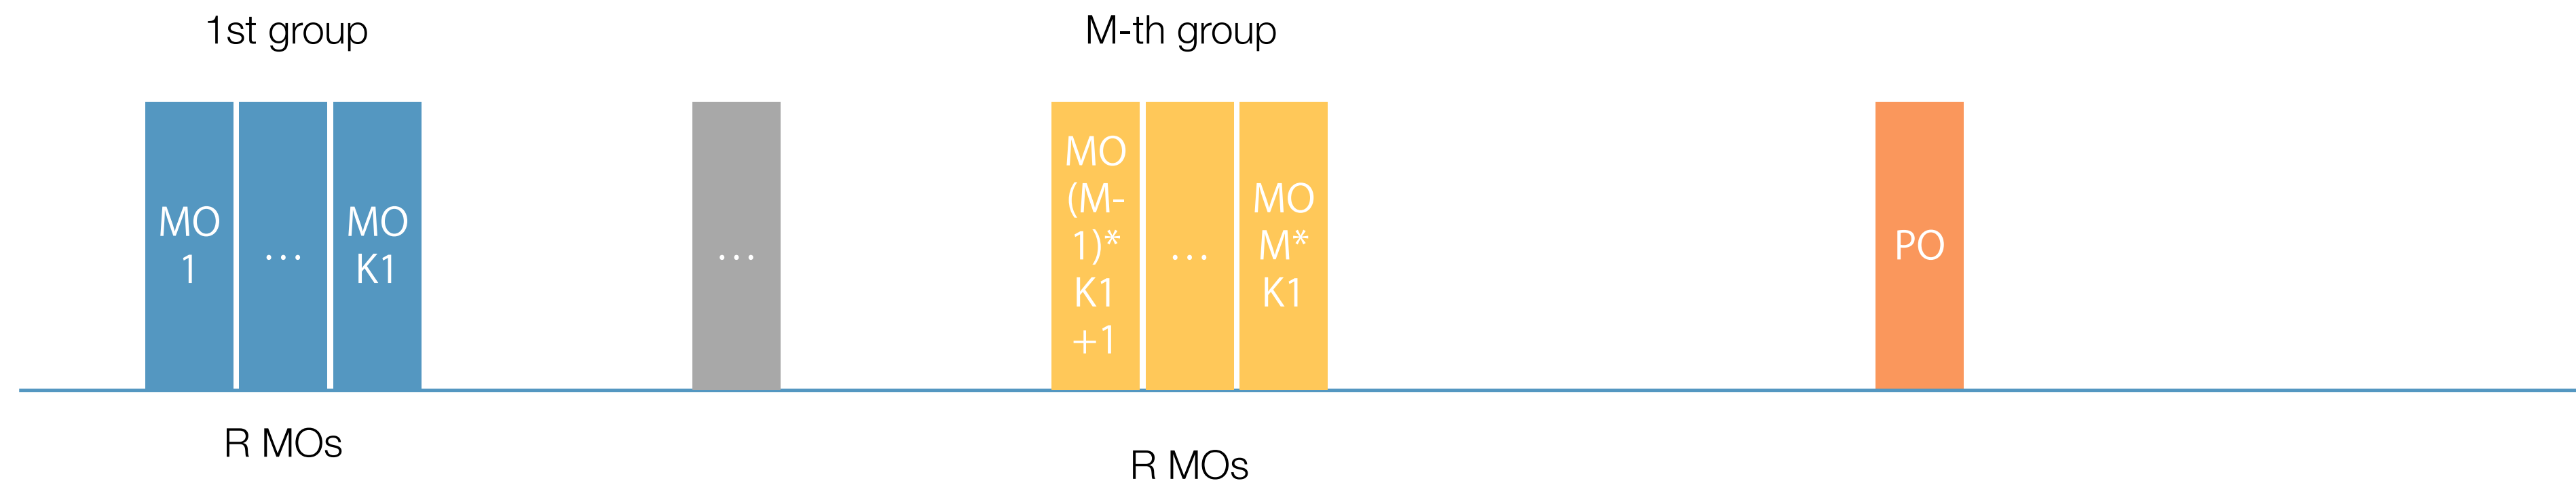 1st group
M-th group
MO
1
...
MO
K1
...
MO
(M-
1)*
K1
+1
...
MO
M*
K1
PO
R MOs
R MOs